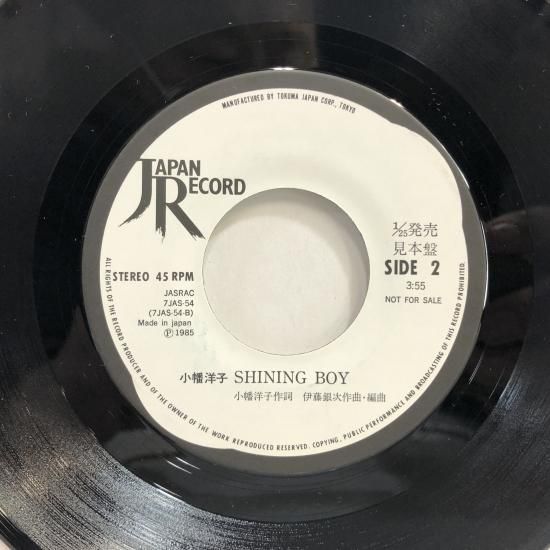 MANUFACTURED BY TOKUMA JAPAN CORP., TOKYO
JAPAN
RECORD
1/25発売
見本盤
SIDE 2
3:55
NOT FOR SALE
STEREO 45 RPM
JASRAC
7JAS-54
(7JAS-54-B)
Made in japan
Ⓟ1985
小幡洋子 SHINING BOY
小幡洋子作詞 伊藤銀次作曲・編曲
ALL RIGHTS OF THE RECORD PRODUCER AND OF THE OWNER OF THE WORK REPRODUCED RESERVED. COPYING, PUBLIC PERFORMANCE AND BROADCASTING OF THIS RECORD PROHIBITED.